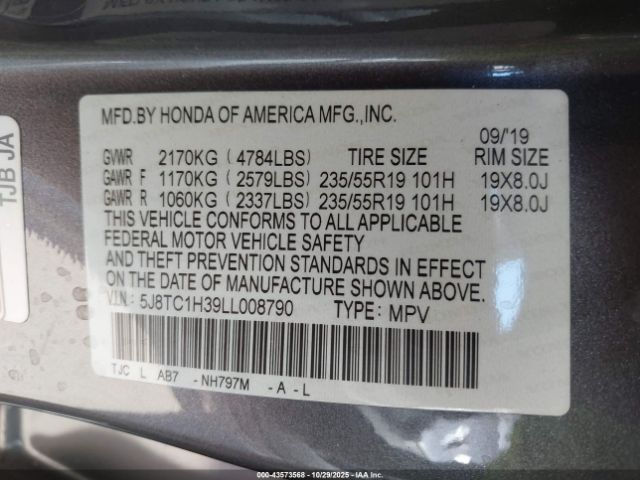 MFD.BY HONDA OF AMERICA MFG.,INC.
09/'19
GVWR 2170KG ( 4784LBS) TIRE SIZE RIM SIZE
GAWR F 1170KG ( 2579LBS) 235/55R19 101H 19X8.0J
GAWR R 1060KG ( 2337LBS) 235/55R19 101H 19X8.0J
THIS VEHICLE CONFORMS TO ALL APPLICABLE
FEDERAL MOTOR VEHICLE SAFETY
AND THEFT PREVENTION STANDARDS IN EFFECT
ON THE DATE OF MANUFACTURE SHOWN ABOVE.
VIN: 5J8TC1H39LL008790 TYPE: MPV
TJC L AB7 -NH797M -A-L
TJB JA
© 43573568 - 10/29/2025 - IAA Inc.